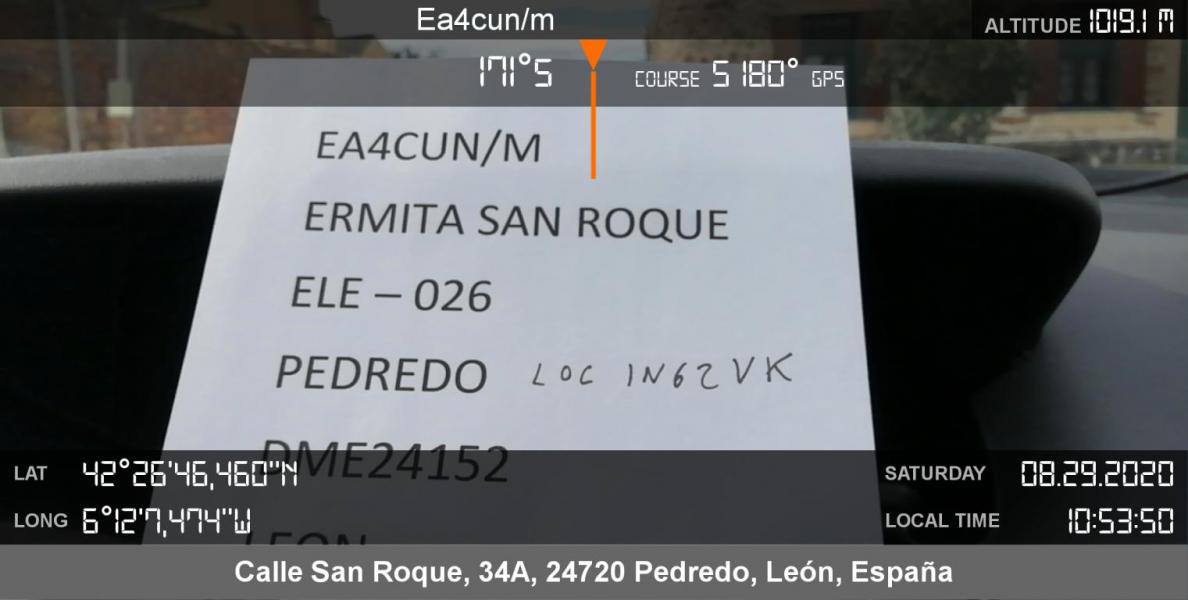 Ea4cun/m
ALTITUDE 1019.1 M
171°S
COURSE S 180° GPS
EA4CUN/M
ERMITA SAN ROQUE
ELE – 026
PEDREDO LOC IN62VK
DME24152
LEON
LAT 42°26'46,460"N
LONG 6°12'7,474"W
SATURDAY 08.29.2020
LOCAL TIME 10:53:50
Calle San Roque, 34A, 24720 Pedredo, León, España